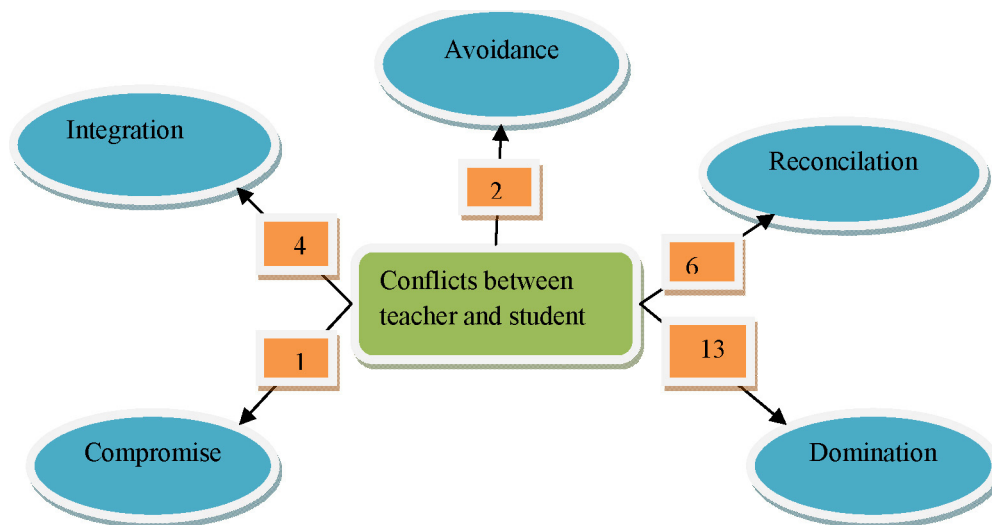 Avoidance
Integration
Reconcilation
2
4
6
Conflicts between
teacher and student
1
13
Compromise
Domination